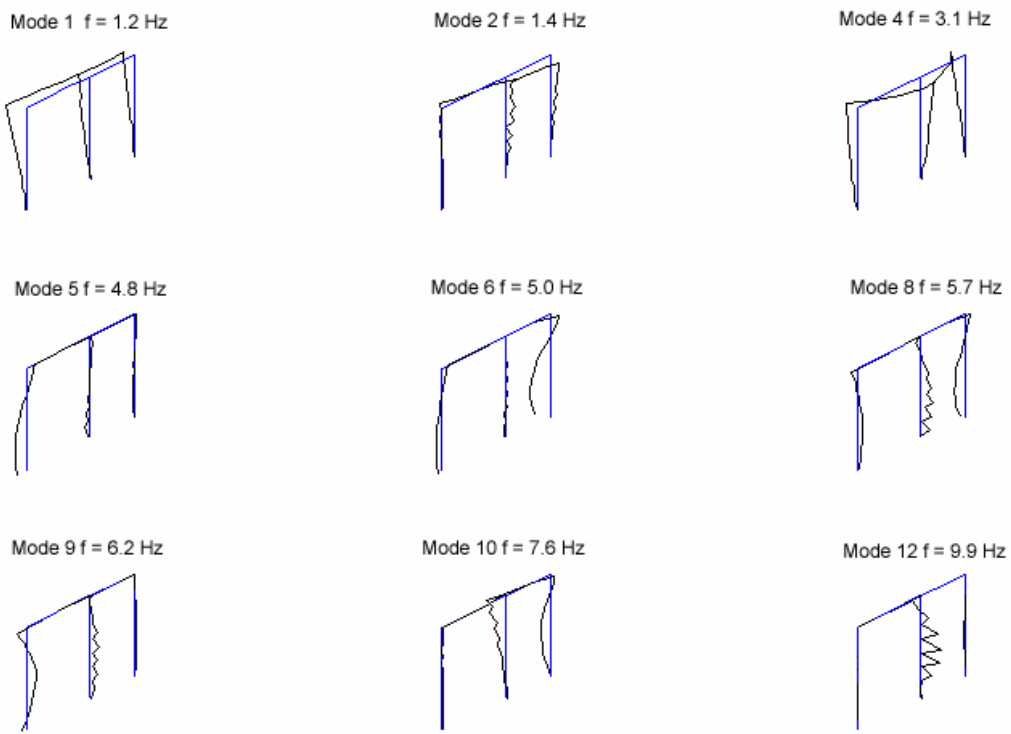 Mode 1 f = 1.2 Hz
Mode 2 f = 1.4 Hz
Mode 4 f = 3.1 Hz
Mode 5 f = 4.8 Hz
Mode 6 f = 5.0 Hz
Mode 8 f = 5.7 Hz
Mode 9 f = 6.2 Hz
Mode 10 f = 7.6 Hz
Mode 12 f = 9.9 Hz